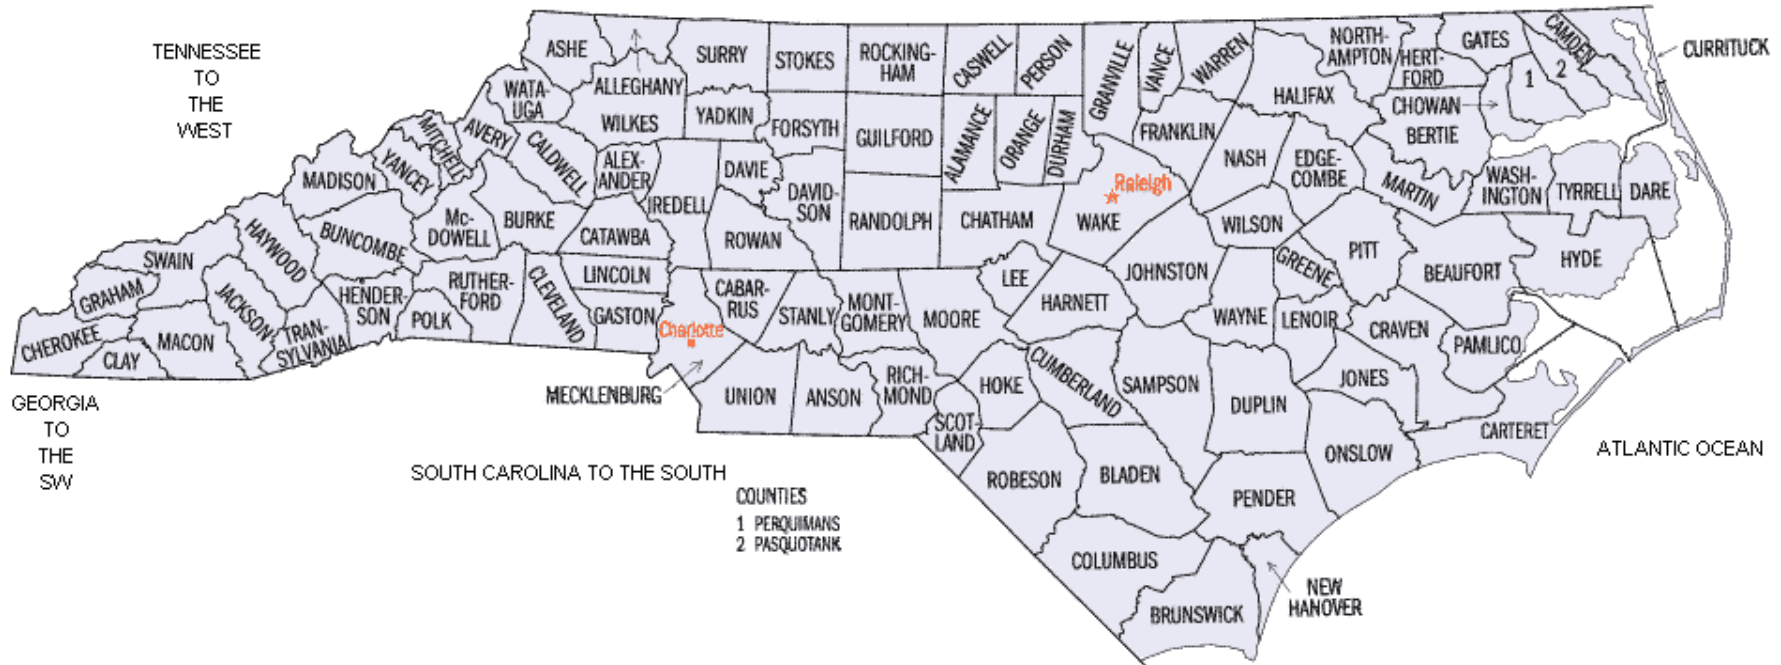 TENNESSEE
TO
THE
WEST
ASHE
ALLEGHANY
SURRY
STOKES
ROCKING-
HAM
CASWELL
PERSON
GRANVILLE
VANCE
WARREN
NORTH-
AMPTON
HERT-
FORD
GATES
CAMDEN
CURRITUCK
WATA-
UGA
WILKES
YADKIN
FORSYTH
GUILFORD
ALAMANCE
ORANGE
DURHAM
FRANKLIN
HALIFAX
CHOWAN
BERTIE
1
2
MITCHELL
AVERY
CALDWELL
ALEX-
ANDER
IREDELL
DAVIE
DAVID-
SON
RANDOLPH
CHATHAM
Raleigh
WAKE
NASH
EDGE-
COMBE
MARTIN
WASH-
INGTON
TYRRELL
DARE
MADISON
YANCEY
Mc-
DOWELL
BURKE
CATAWBA
ROWAN
WILSON
PITT
BEAUFORT
HYDE
SWAIN
HAYWOOD
BUNCOMBE
RUTHER-
FORD
CLEVELAND
LINCOLN
CABAR-
RUS
LEE
JOHNSTON
GREENE
GRAHAM
JACKSON
HENDER-
SON
POLK
GASTON
Charlotte
STANLY
MONT-
GOMERY
MOORE
HARNETT
WAYNE
LENOIR
CRAVEN
PAMLICO
CHEROKEE
CLAY
MACON
TRAN-
SYLVANIA
MECKLENBURG
UNION
ANSON
RICH-
MOND
HOKE
CUMBERLAND
SAMPSON
DUPLIN
JONES
CARTERET
GEORGIA
TO
THE
SW
SCOT-
LAND
ONSLOW
ATLANTIC OCEAN
SOUTH CAROLINA TO THE SOUTH
ROBESON
BLADEN
PENDER
COUNTIES
1 PERQUIMANS
2 PASQUOTANK
COLUMBUS
BRUNSWICK
NEW
HANOVER